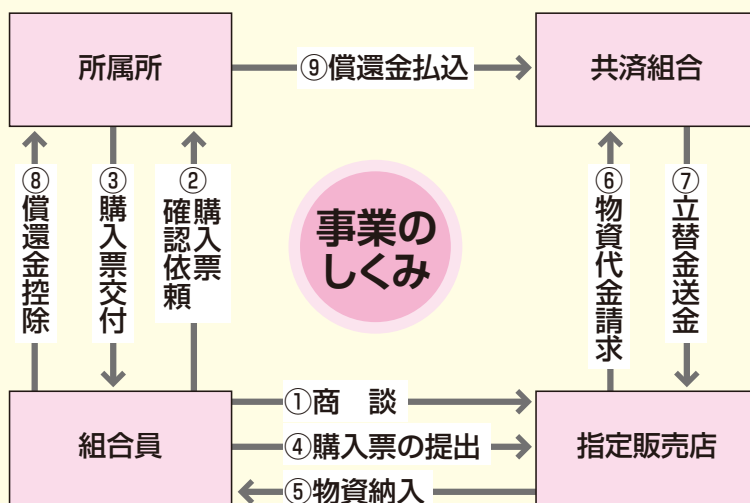 所属所
⑨償還金払込
共済組合
⑧償還金控除
③購入票交付
②購入票
確認依頼
事業の
しくみ
⑥物資代金請求
⑦立替金送金
組合員
①商　談
④購入票の提出
⑤物資納入
指定販売店